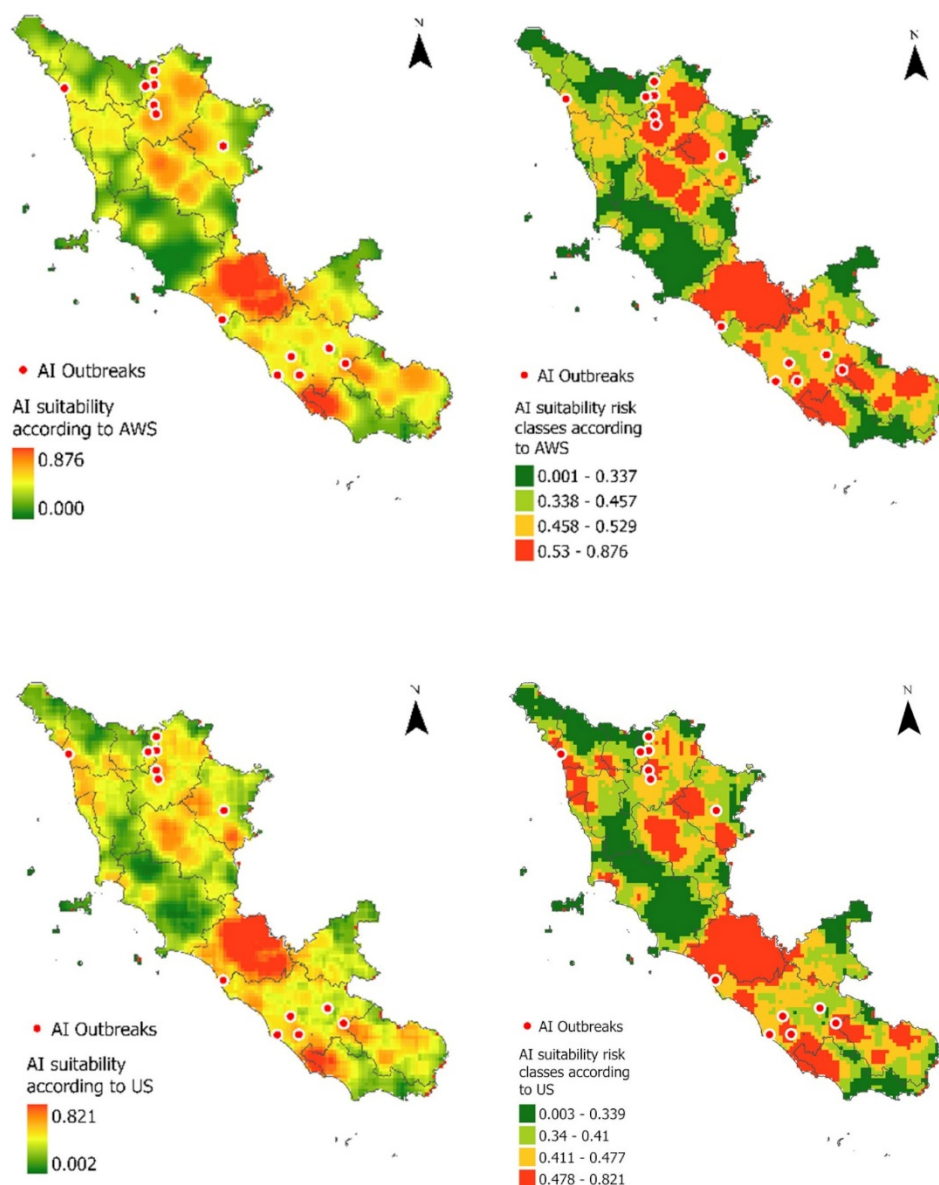 N
N
AI Outbreaks
AI suitability
according to AWS
0.876
0.000
AI Outbreaks
AI suitability risk
classes according
to AWS
0.001 - 0.337
0.338 - 0.457
0.458 - 0.529
0.53 - 0.876
N
N
AI Outbreaks
AI suitability
according to US
0.821
0.002
AI Outbreaks
AI suitability risk
classes according
to US
0.003 - 0.339
0.34 - 0.41
0.411 - 0.477
0.478 - 0.821